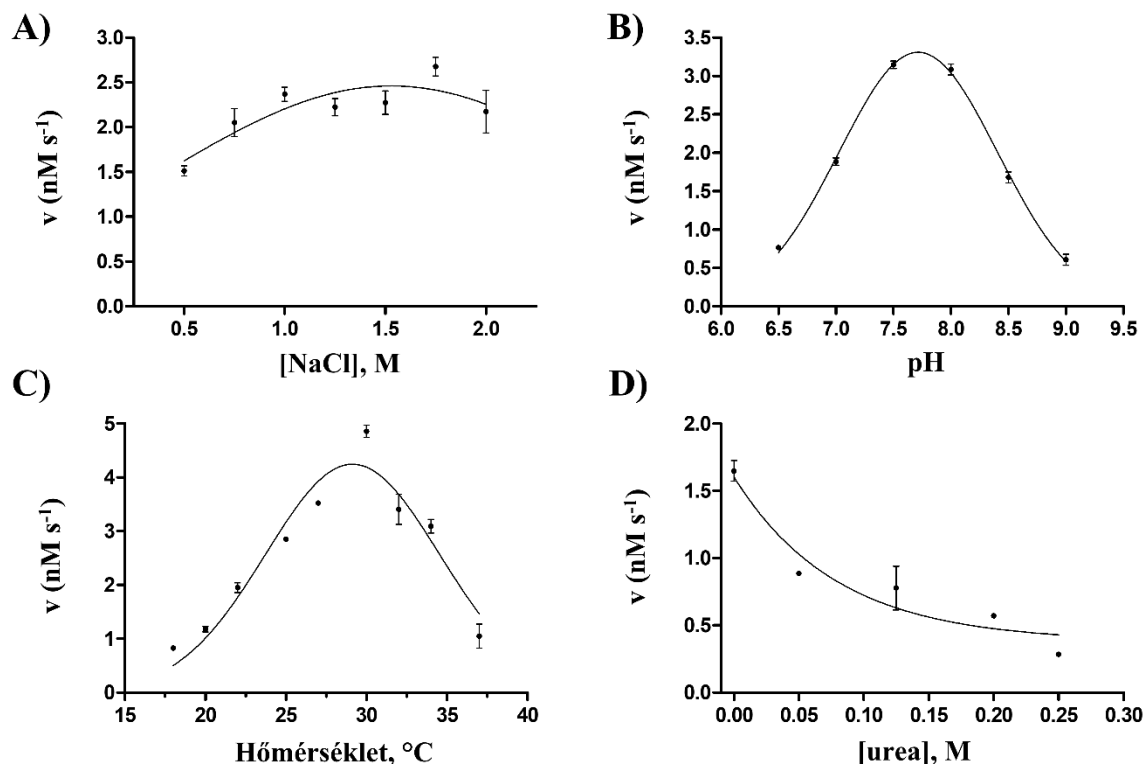 A)
3.0
2.5
2.0
1.5
1.0
0.5
0.0
v (nM s⁻¹)
0.5 1.0 1.5 2.0
[NaCl], M
B)
3.5
3.0
2.5
2.0
1.5
1.0
0.5
0.0
v (nM s⁻¹)
6.0 6.5 7.0 7.5 8.0 8.5 9.0 9.5
pH
C)
5
4
3
2
1
0
v (nM s⁻¹)
15 20 25 30 35 40
Hőmérséklet, °C
D)
2.0
1.5
1.0
0.5
0.0
v (nM s⁻¹)
0.00 0.05 0.10 0.15 0.20 0.25 0.30
[urea], M